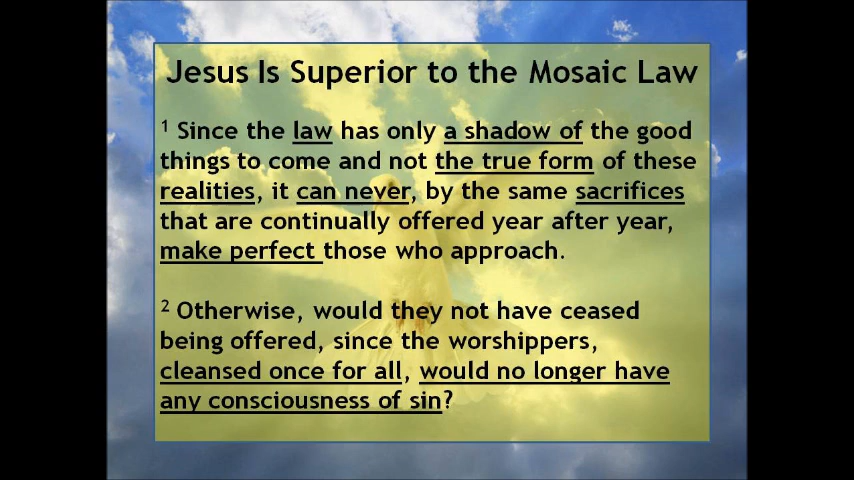 Jesus Is Superior to the Mosaic Law
1 Since the law has only a shadow of the good
things to come and not the true form of these
realities, it can never, by the same sacrifices
that are continually offered year after year,
make perfect those who approach.
2 Otherwise, would they not have ceased
being offered, since the worshippers,
cleansed once for all, would no longer have
any consciousness of sin?